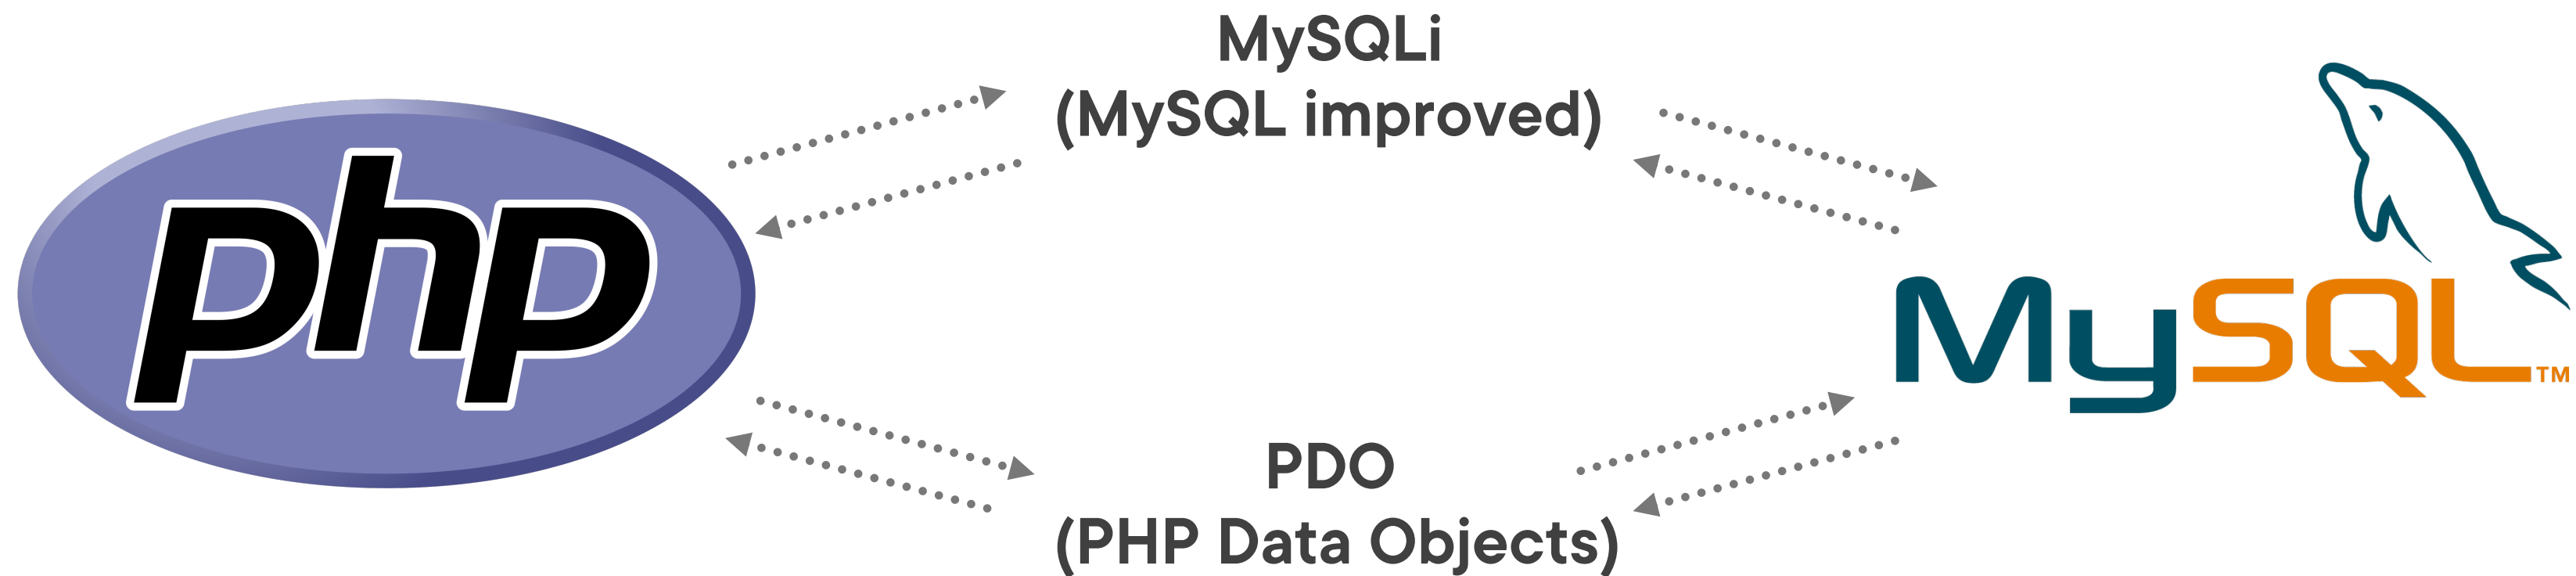 php
MySQLi
(MySQL improved)
MySQL™
PDO
(PHP Data Objects)